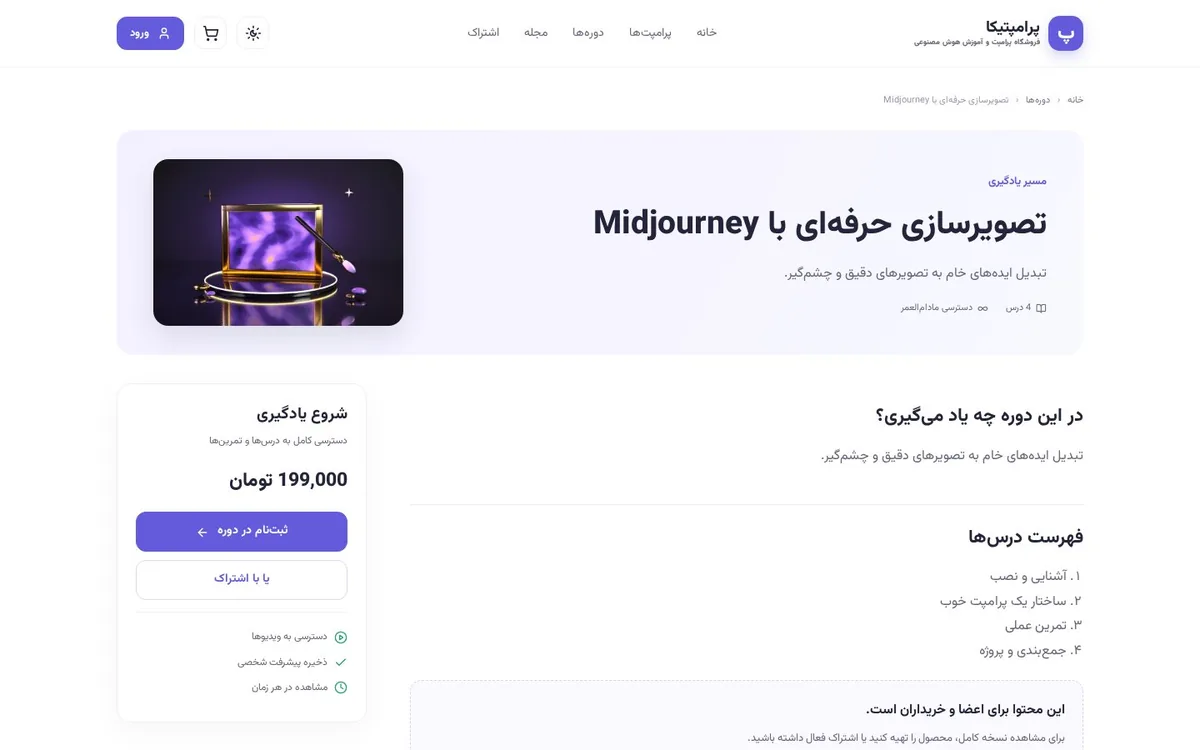 پ
پرامپتیکا
فروشگاه پرامپت و آموزش هوش مصنوعی
خانه
پرامپت‌ها
دوره‌ها
مجله
اشتراک
ورود
خانه ‹ دوره‌ها ‹ تصویرسازی حرفه‌ای با Midjourney
مسیر یادگیری
تصویرسازی حرفه‌ای با Midjourney
تبدیل ایده‌های خام به تصویرهای دقیق و چشم‌گیر.
4 درس
دسترسی مادام‌العمر
در این دوره چه یاد می‌گیری؟
تبدیل ایده‌های خام به تصویرهای دقیق و چشم‌گیر.
فهرست درس‌ها
۱. آشنایی و نصب
۲. ساختار یک پرامپت خوب
۳. تمرین عملی
۴. جمع‌بندی و پروژه
این محتوا برای اعضا و خریداران است.
برای مشاهده نسخه کامل، محصول را تهیه کنید یا اشتراک فعال داشته باشید.
شروع یادگیری
دسترسی کامل به درس‌ها و تمرین‌ها
199,000 تومان
ثبت‌نام در دوره ←
یا با اشتراک
دسترسی به ویدیوها
ذخیره پیشرفت شخصی
مشاهده در هر زمان